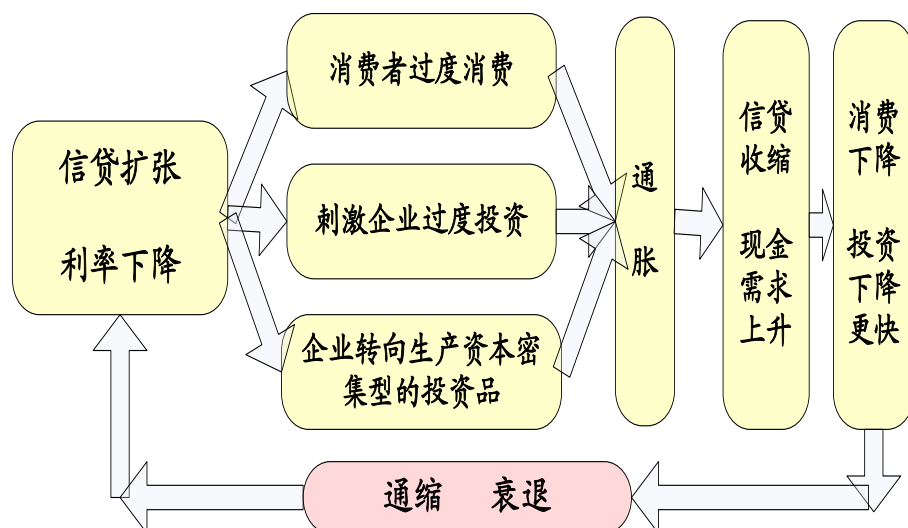 信贷扩张
利率下降
消费者过度消费
刺激企业过度投资
企业转向生产资本密
集型的投资品
通
胀
信贷
收缩
现金
需求
上升
消费
下降
投资
下降
更快
通缩 衰退